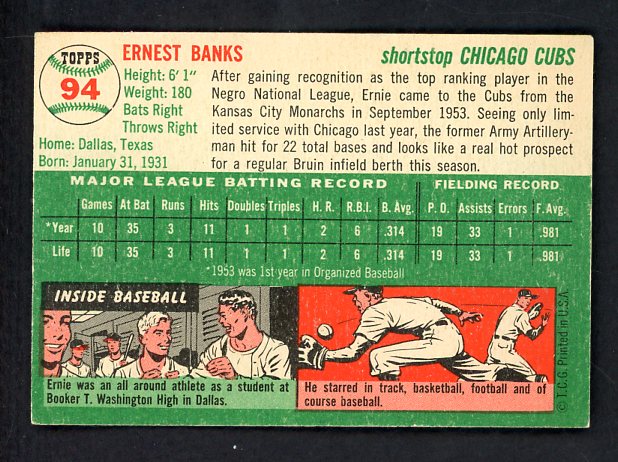 TOPPS
94
ERNEST BANKS
shortstop CHICAGO CUBS
Height: 6' 1"
Weight: 180
Bats Right
Throws Right
Home: Dallas, Texas
Born: January 31, 1931
After gaining recognition as the top ranking player in the
Negro National League, Ernie came to the Cubs from the
Kansas City Monarchs in September 1953. Seeing only lim-
ited service with Chicago last year, the former Army Artillery-
man hit for 22 total bases and looks like a real hot prospect
for a regular Bruin infield berth this season.
MAJOR LEAGUE BATTING RECORD FIELDING RECORD
Games At Bat Runs Hits Doubles Triples H. R. R.B.I. B. Avg. P. O. Assists Errors F. Avg.
*Year 10 35 3 11 1 1 2 6 .314 19 33 1 .981
Life 10 35 3 11 1 1 2 6 .314 19 33 1 .981
*1953 was 1st year in Organized Baseball
INSIDE BASEBALL
Ernie was an all around athlete as a student at
Booker T. Washington High in Dallas.
He starred in track, basketball, football and of
course baseball.
© T.C.G. Printed in U.S.A.